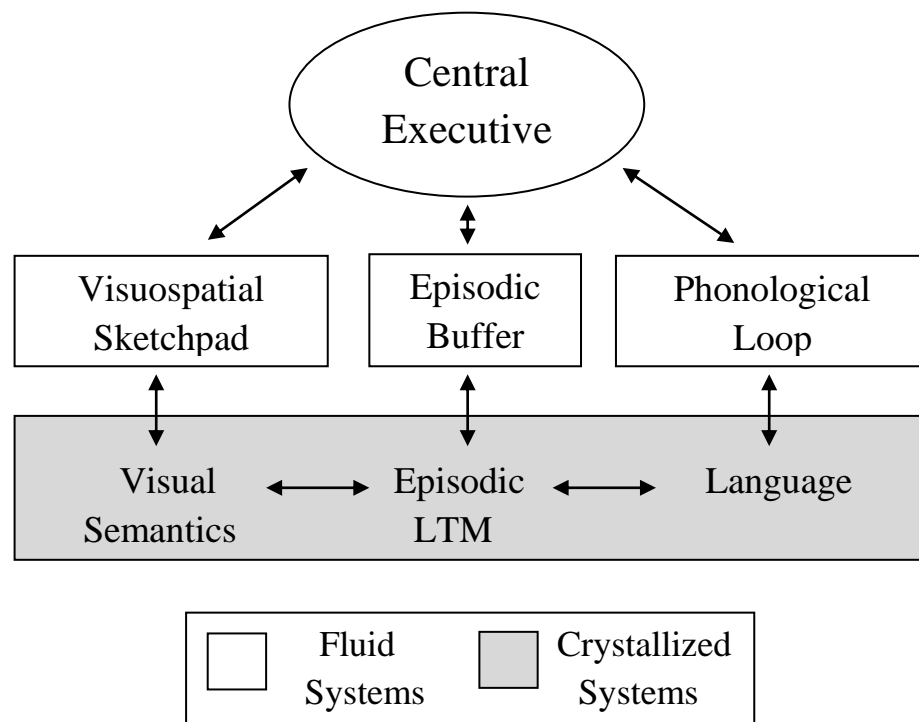 Central
Executive
Visuospatial
Sketchpad
Episodic
Buffer
Phonological
Loop
Visual
Semantics
Episodic
LTM
Language
Fluid
Systems
Crystallized
Systems